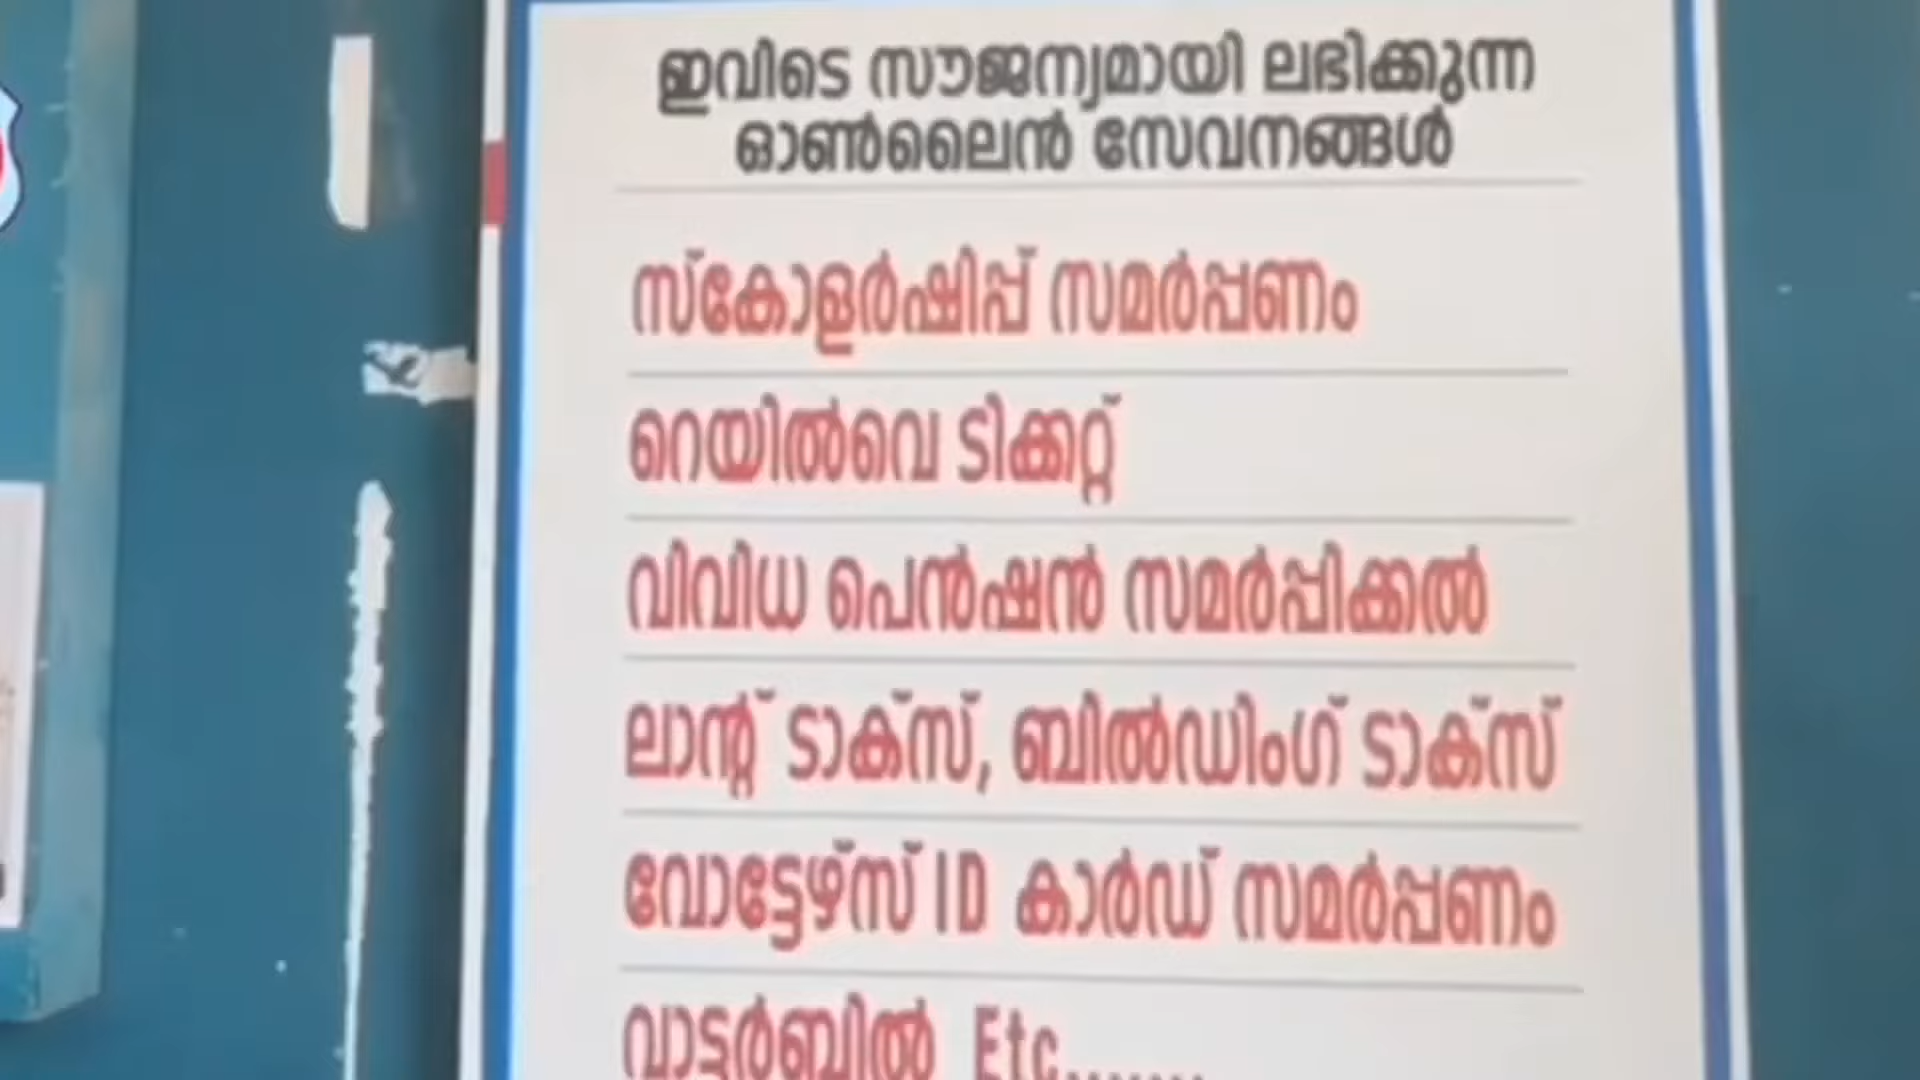 ഇവിടെ സൗജന്യമായി ലഭിക്കുന്ന
ഓൺലൈൻ സേവനങ്ങൾ
സ്കോളർഷിപ്പ് സമർപ്പണം
റെയിൽവെ ടിക്കറ്റ്
വിവിധ പെൻഷൻ സമർപ്പിക്കൽ
ലാന്റ് ടാക്സ്, ബിൽഡിംഗ് ടാക്സ്
വോട്ടേഴ്സ് ID കാർഡ് സമർപ്പണം
വാട്ടർബിൽ Etc.......